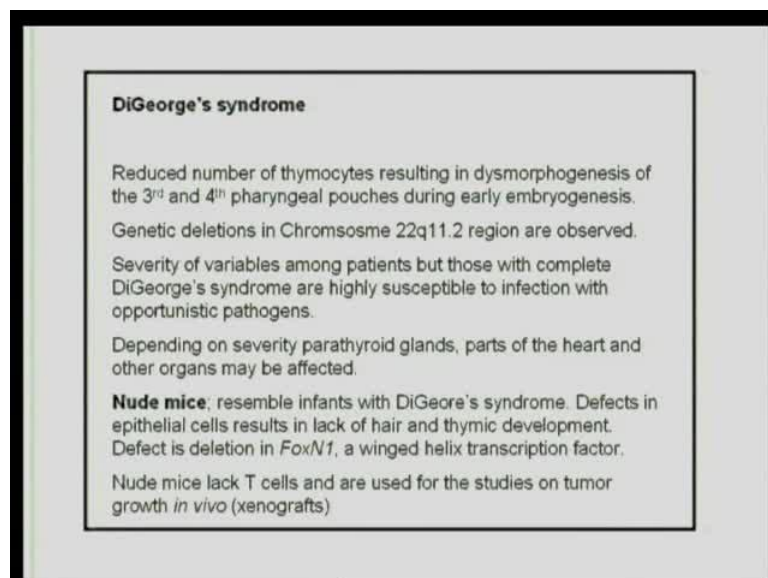 DiGeorge's syndrome
Reduced number of thymocytes resulting in dysmorphogenesis of
the 3rd and 4th pharyngeal pouches during early embryogenesis.
Genetic deletions in Chromsosme 22q11.2 region are observed.
Severity of variables among patients but those with complete
DiGeorge's syndrome are highly susceptible to infection with
opportunistic pathogens.
Depending on severity parathyroid glands, parts of the heart and
other organs may be affected.
Nude mice; resemble infants with DiGeore's syndrome. Defects in
epithelial cells results in lack of hair and thymic development.
Defect is deletion in FoxN1, a winged helix transcription factor.
Nude mice lack T cells and are used for the studies on tumor
growth in vivo (xenografts)